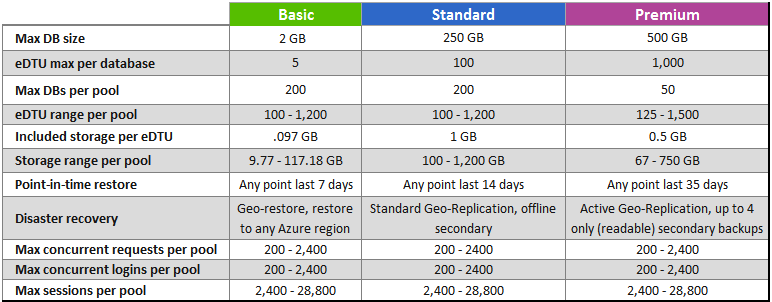 Basic Standard Premium
Max DB size 2 GB 250 GB 500 GB
eDTU max per database 5 100 1,000
Max DBs per pool 200 200 50
eDTU range per pool 100 - 1,200 100 - 1,200 125 - 1,500
Included storage per eDTU .097 GB 1 GB 0.5 GB
Storage range per pool 9.77 - 117.18 GB 100 - 1,200 GB 67 - 750 GB
Point-in-time restore Any point last 7 days Any point last 14 days Any point last 35 days
Disaster recovery Geo-restore, restore Standard Geo-Replication, offline Active Geo-Replication, up to 4
to any Azure region secondary only (readable) secondary backups
Max concurrent requests per pool 200 - 2,400 200 - 2400 200 - 2,400
Max concurrent logins per pool 200 - 2,400 200 - 2400 200 - 2,400
Max sessions per pool 2,400 - 28,800 2,400 - 28,800 2,400 - 28,800